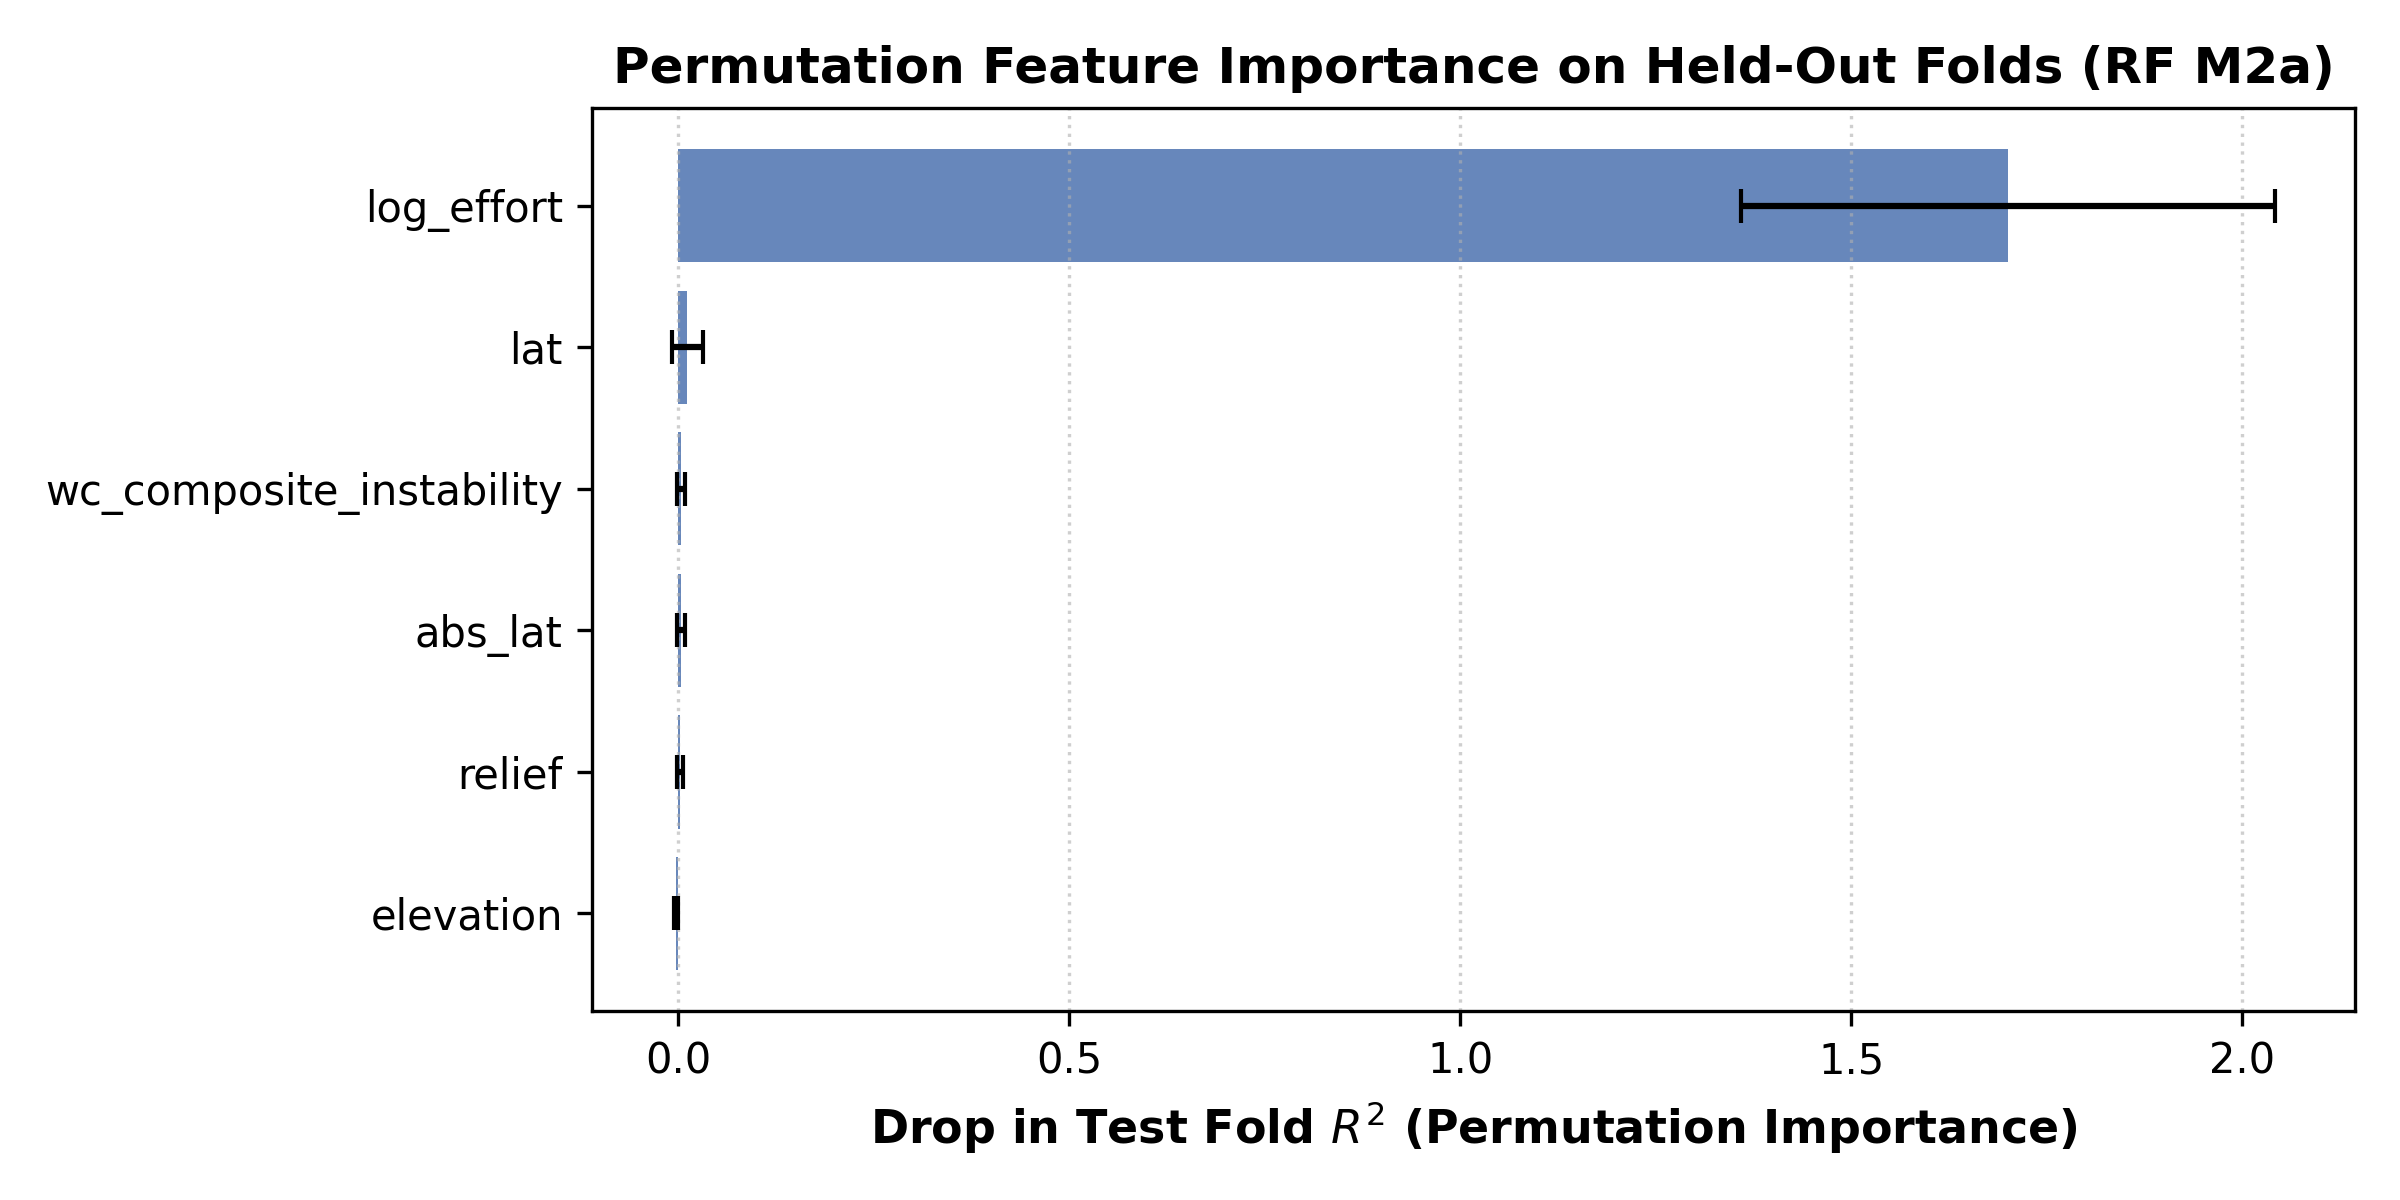 Permutation Feature Importance on Held-Out Folds (RF M2a)
log_effort
lat
wc_composite_instability
abs_lat
relief
elevation
0.0 0.5 1.0 1.5 2.0
Drop in Test Fold R² (Permutation Importance)